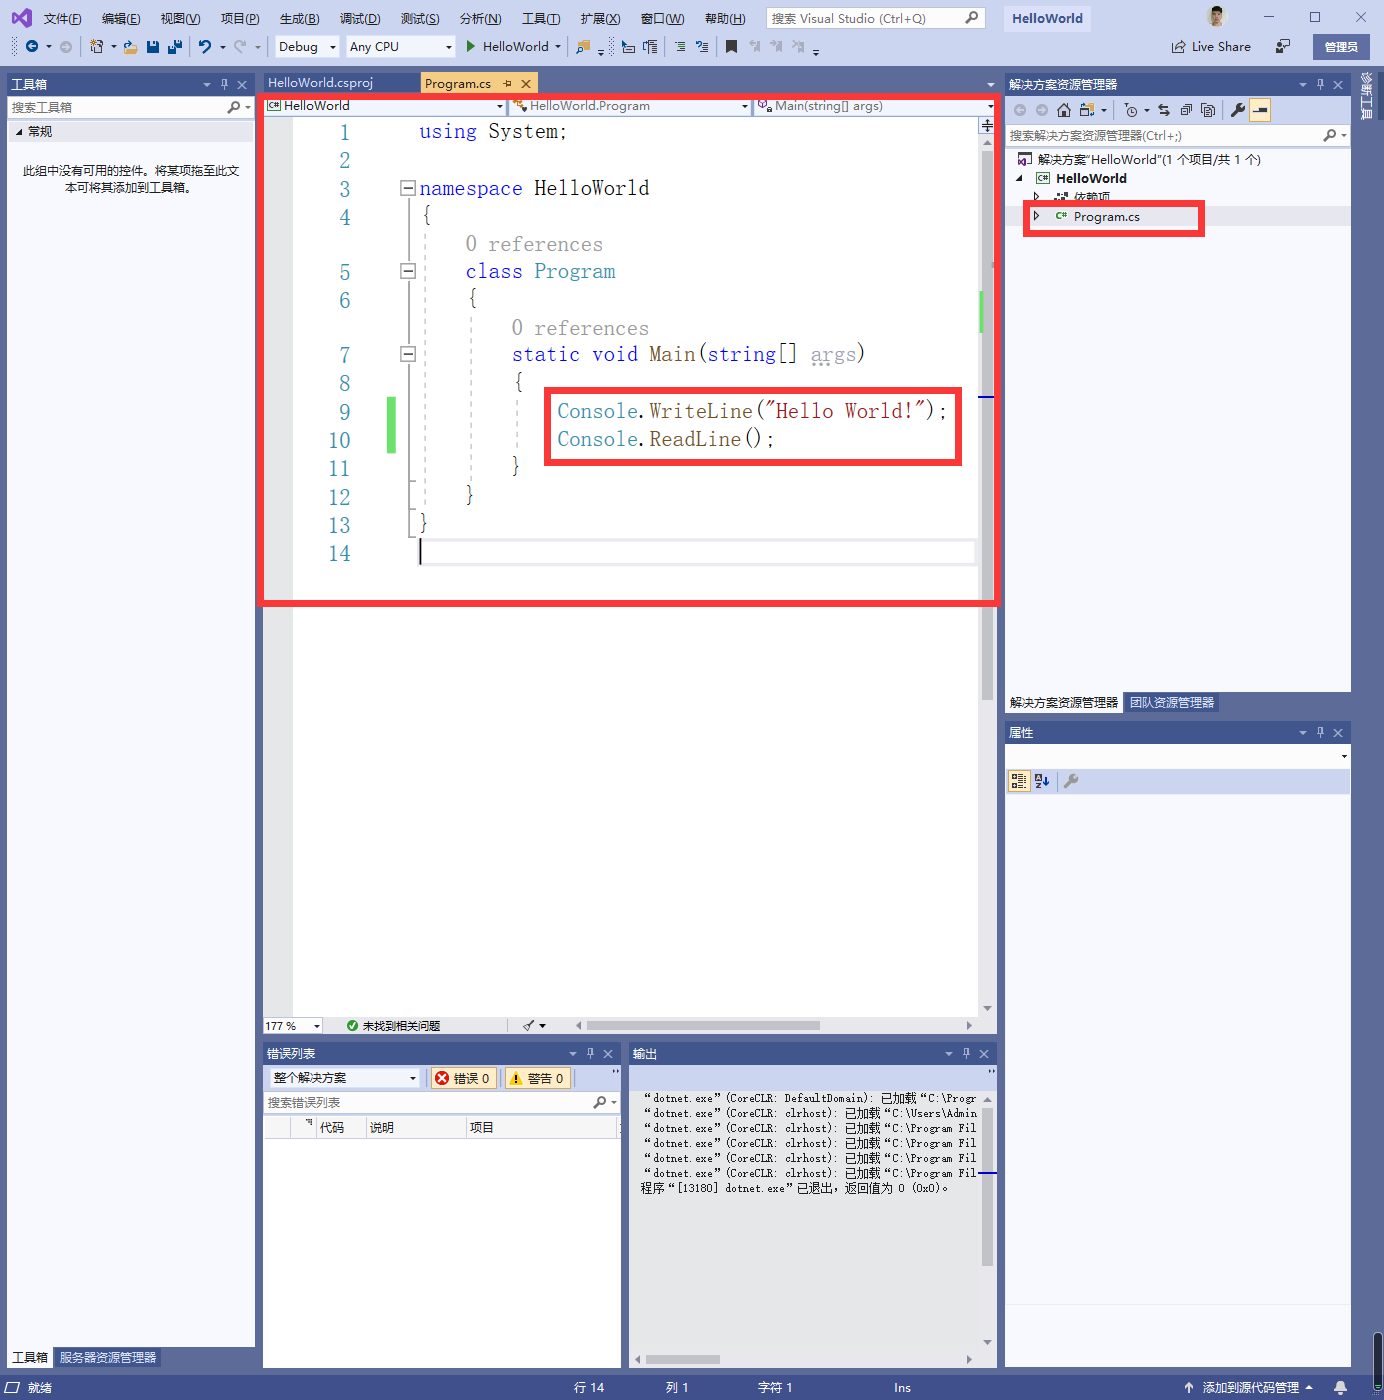 文件(F) 编辑(E) 视图(V) 项目(P) 生成(B) 调试(D) 测试(S) 分析(N) 工具(T) 扩展(X) 窗口(W) 帮助(H) 搜索 Visual Studio (Ctrl+Q) HelloWorld
Debug Any CPU HelloWorld Live Share 管理员
工具箱
搜索工具箱
常规
此组中没有可用的控件。将某项拖至此文
本可将其添加到工具箱。
工具箱 服务器资源管理器
HelloWorld.csproj Program.cs
HelloWorld HelloWorld.Program Main(string[] args)
1 using System;
2
3 namespace HelloWorld
4 {
0 references
5 class Program
6 {
0 references
7 static void Main(string[] args)
8 {
9 Console.WriteLine("Hello World!");
10 Console.ReadLine();
11 }
12 }
13 }
14
177 % 未找到相关问题
错误列表
整个解决方案 错误 0 警告 0
搜索错误列表
代码 说明 项目
输出
“dotnet.exe”(CoreCLR: DefaultDomain): 已加载“C:\Progr
“dotnet.exe”(CoreCLR: clrhost): 已加载“C:\Users\Admin
“dotnet.exe”(CoreCLR: clrhost): 已加载“C:\Program Fil
“dotnet.exe”(CoreCLR: clrhost): 已加载“C:\Program Fil
“dotnet.exe”(CoreCLR: clrhost): 已加载“C:\Program Fil
“dotnet.exe”(CoreCLR: clrhost): 已加载“C:\Program Fil
程序“[13180] dotnet.exe”已退出，返回值为 0 (0x0)。
解决方案资源管理器
搜索解决方案资源管理器(Ctrl+;)
解决方案"HelloWorld"(1 个项目/共 1 个)
HelloWorld
依赖项
Program.cs
解决方案资源管理器 团队资源管理器
属性
诊断工具
就绪 行 14 列 1 字符 1 Ins 添加到源代码管理